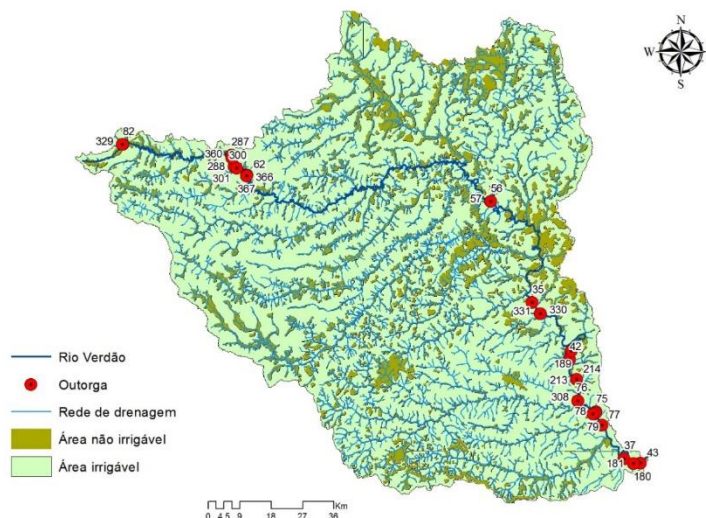 N
W E
S
82
329
287
360 300
288 62
301 366
367
56
57
35
331 330
42
189
214
213 76
308 75
78 77
79
37
181 43
180
Rio Verdão
Outorga
Rede de drenagem
Área não irrigável
Área irrigável
Km
0 4,5 9 18 27 36